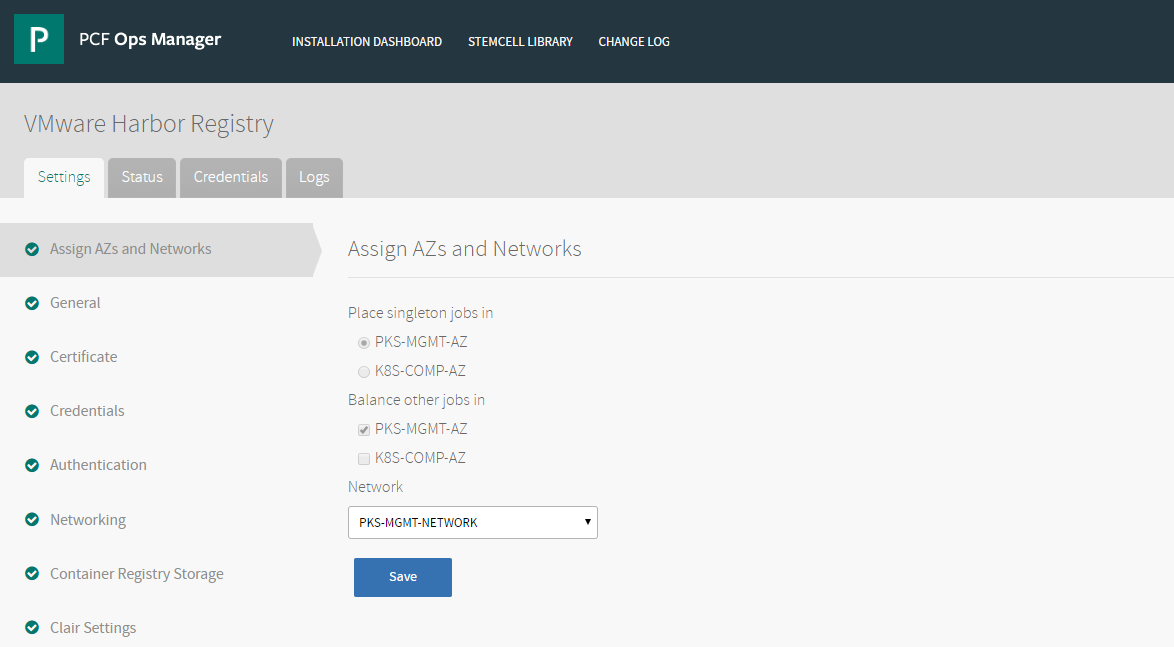 P PCF Ops Manager INSTALLATION DASHBOARD STEMCELL LIBRARY CHANGE LOG
VMware Harbor Registry
Settings Status Credentials Logs
Assign AZs and Networks
General
Certificate
Credentials
Authentication
Networking
Container Registry Storage
Clair Settings
Assign AZs and Networks
Place singleton jobs in
PKS-MGMT-AZ
K8S-COMP-AZ
Balance other jobs in
PKS-MGMT-AZ
K8S-COMP-AZ
Network
PKS-MGMT-NETWORK
Save